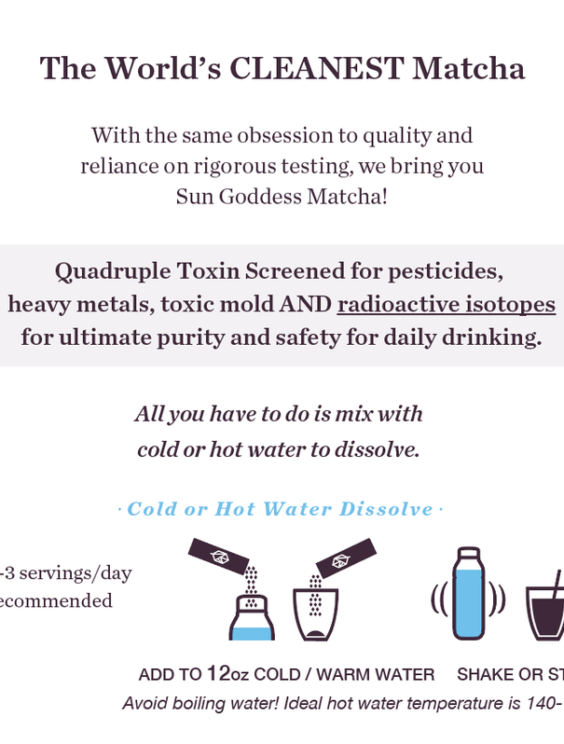 The World's CLEANEST Matcha
With the same obsession to quality and
reliance on rigorous testing, we bring you
Sun Goddess Matcha!
Quadruple Toxin Screened for pesticides,
heavy metals, toxic mold AND radioactive isotopes
for ultimate purity and safety for daily drinking.
All you have to do is mix with
cold or hot water to dissolve.
· Cold or Hot Water Dissolve ·
-3 servings/day
ecommended
ADD TO 12oz COLD / WARM WATER
SHAKE OR ST
Avoid boiling water! Ideal hot water temperature is 140-